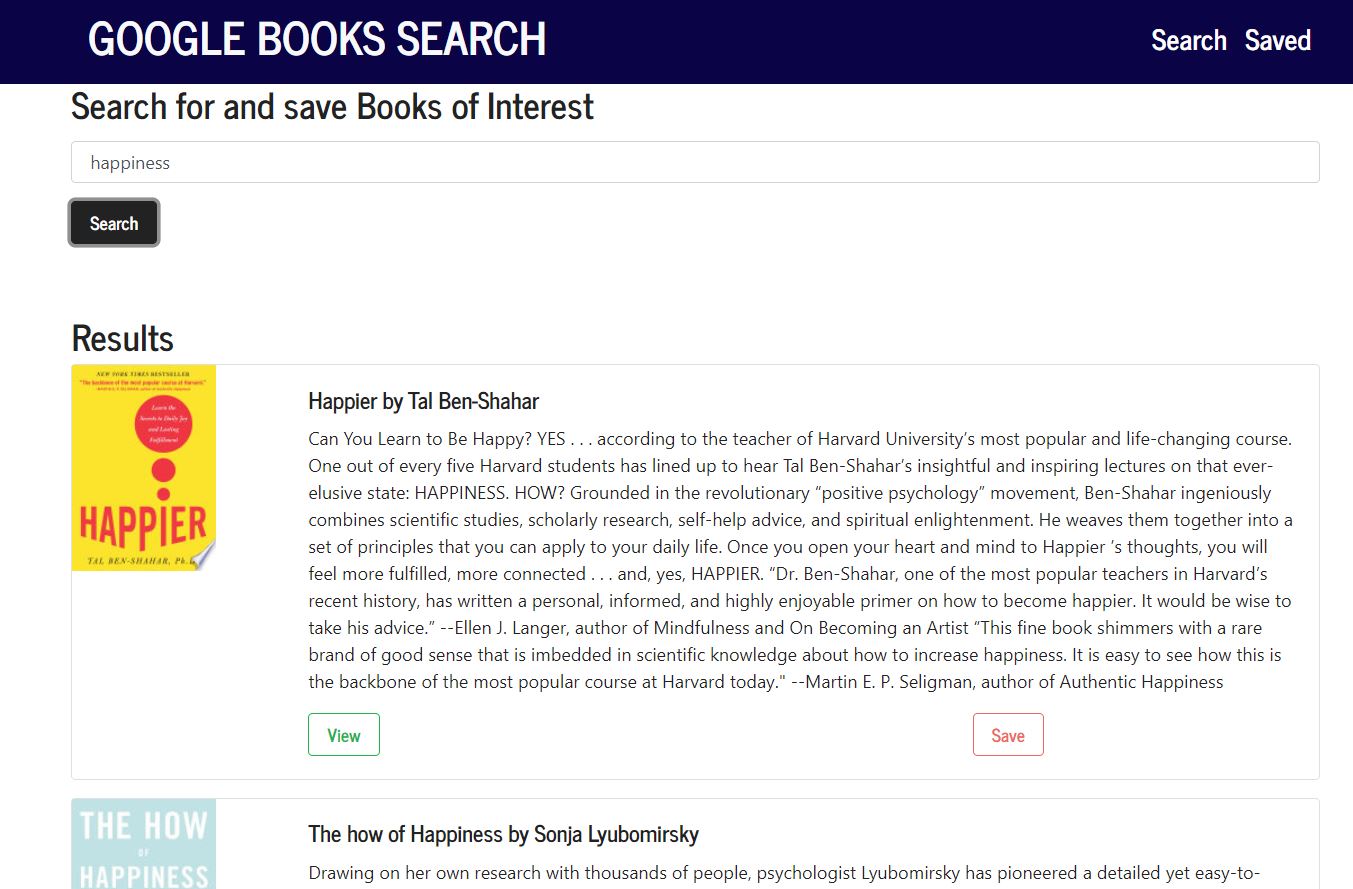 GOOGLE BOOKS SEARCH
Search Saved
Search for and save Books of Interest
happiness
Search
Results
NEW YORK TIMES BESTSELLER
"The backbone of the most popular course at Harvard."
Learn the
Secrets to Daily Joy
and Lasting
Fulfillment
HAPPIER
TAL BEN-SHAHAR, Ph.D.
Happier by Tal Ben-Shahar
Can You Learn to Be Happy? YES . . . according to the teacher of Harvard University’s most popular and life-changing course.
One out of every five Harvard students has lined up to hear Tal Ben-Shahar’s insightful and inspiring lectures on that ever-
elusive state: HAPPINESS. HOW? Grounded in the revolutionary “positive psychology” movement, Ben-Shahar ingeniously
combines scientific studies, scholarly research, self-help advice, and spiritual enlightenment. He weaves them together into a
set of principles that you can apply to your daily life. Once you open your heart and mind to Happier ’s thoughts, you will
feel more fulfilled, more connected . . . and, yes, HAPPIER. “Dr. Ben-Shahar, one of the most popular teachers in Harvard’s
recent history, has written a personal, informed, and highly enjoyable primer on how to become happier. It would be wise to
take his advice.” --Ellen J. Langer, author of Mindfulness and On Becoming an Artist “This fine book shimmers with a rare
brand of good sense that is imbedded in scientific knowledge about how to increase happiness. It is easy to see how this is
the backbone of the most popular course at Harvard today." --Martin E. P. Seligman, author of Authentic Happiness
View
Save
THE HOW
OF
HAPPINESS
The how of Happiness by Sonja Lyubomirsky
Drawing on her own research with thousands of people, psychologist Lyubomirsky has pioneered a detailed yet easy-to-